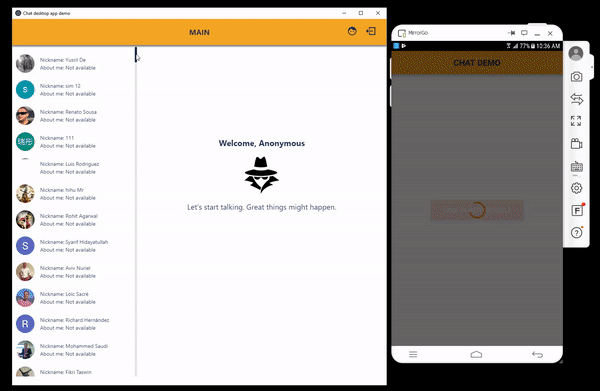 Chat desktop app demo
MAIN
Nickname: Yusril De
About me: Not available
Nickname: sim 12
About me: Not available
Nickname: Renato Sousa
About me: Not available
Nickname: 111
About me: Not available
Nickname: Luis Rodriguez
About me: Not available
Nickname: hihu Mr
About me: Not available
Nickname: Rohit Agarwal
About me: Not available
S
Nickname: Syarif Hidayatullah
About me: Not available
Nickname: Aviv Nuriel
About me: Not available
Nickname: Loïc Sacré
About me: Not available
R
Nickname: Richard Hernández
About me: Not available
Nickname: Mohammed Saudi
About me: Not available
Nickname: Fikri Taswin
Welcome, Anonymous
Let's start talking. Great things might happen.
MirrorGo
77% 10:36 AM
CHAT DEMO
F
?